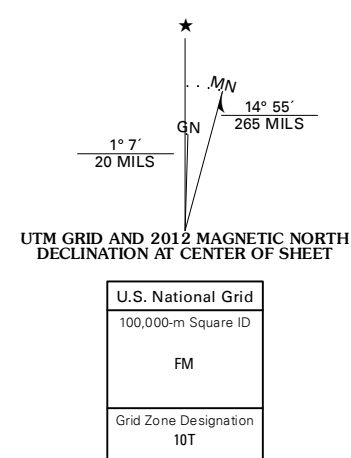 ★
MN
14° 55´
265 MILS
GN
1° 7´
20 MILS
UTM GRID AND 2012 MAGNETIC NORTH
DECLINATION AT CENTER OF SHEET
U.S. National Grid
100,000-m Square ID
FM
Grid Zone Designation
10T